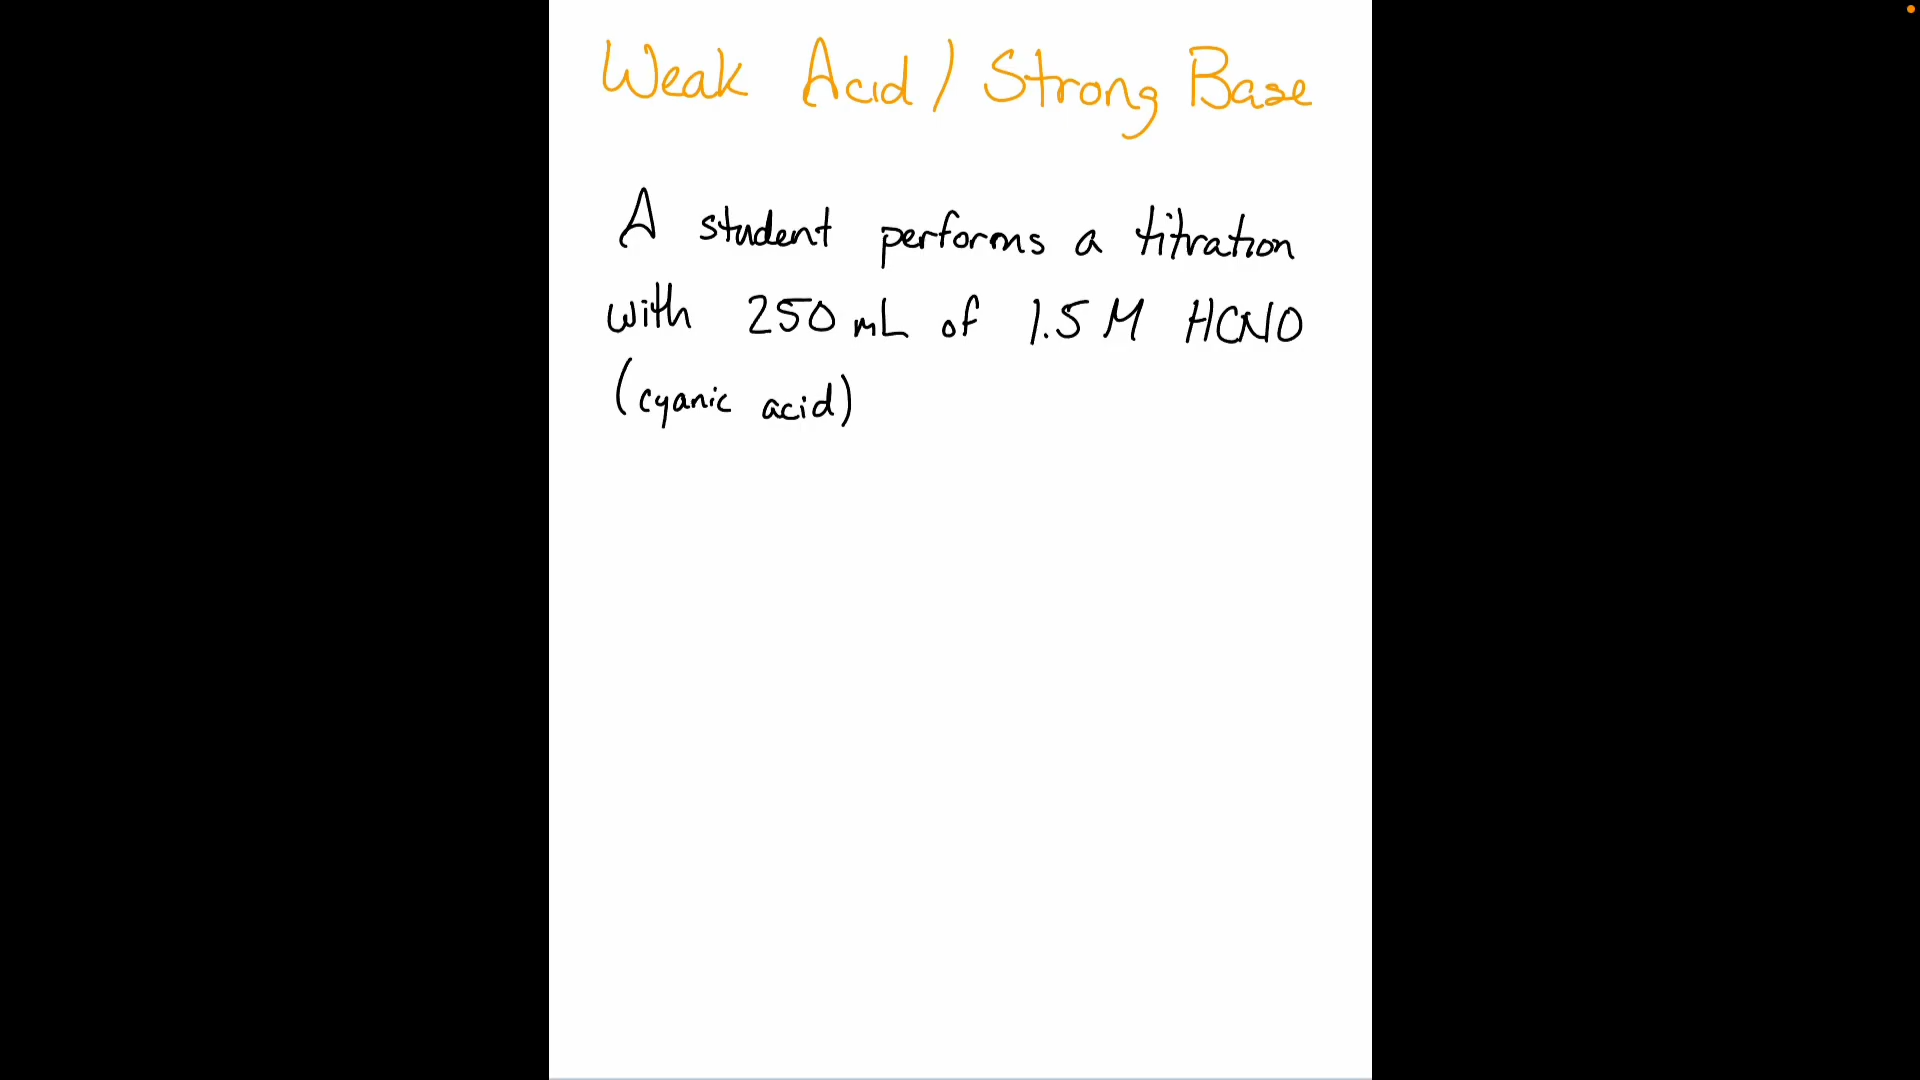 Weak Acid / Strong Base
A student performs a titration
with 250 mL of 1.5 M HCNO
(cyanic acid)